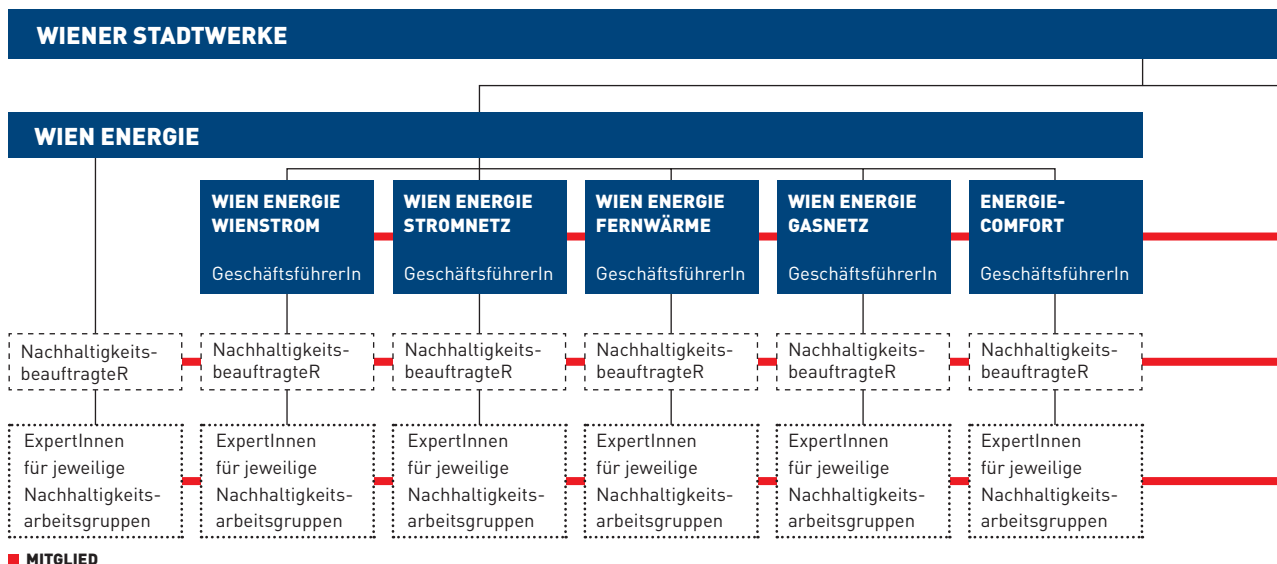 WIENER STADTWERKE
WIEN ENERGIE
WIEN ENERGIE
WIENSTROM
GeschäftsführerIn
WIEN ENERGIE
STROMNETZ
GeschäftsführerIn
WIEN ENERGIE
FERNWÄRME
GeschäftsführerIn
WIEN ENERGIE
GASNETZ
GeschäftsführerIn
ENERGIE-
COMFORT
GeschäftsführerIn
Nachhaltigkeits-
beauftragteR
Nachhaltigkeits-
beauftragteR
Nachhaltigkeits-
beauftragteR
Nachhaltigkeits-
beauftragteR
Nachhaltigkeits-
beauftragteR
Nachhaltigkeits-
beauftragteR
ExpertInnen
für jeweilige
Nachhaltigkeits-
arbeitsgruppen
ExpertInnen
für jeweilige
Nachhaltigkeits-
arbeitsgruppen
ExpertInnen
für jeweilige
Nachhaltigkeits-
arbeitsgruppen
ExpertInnen
für jeweilige
Nachhaltigkeits-
arbeitsgruppen
ExpertInnen
für jeweilige
Nachhaltigkeits-
arbeitsgruppen
ExpertInnen
für jeweilige
Nachhaltigkeits-
arbeitsgruppen
MITGLIED